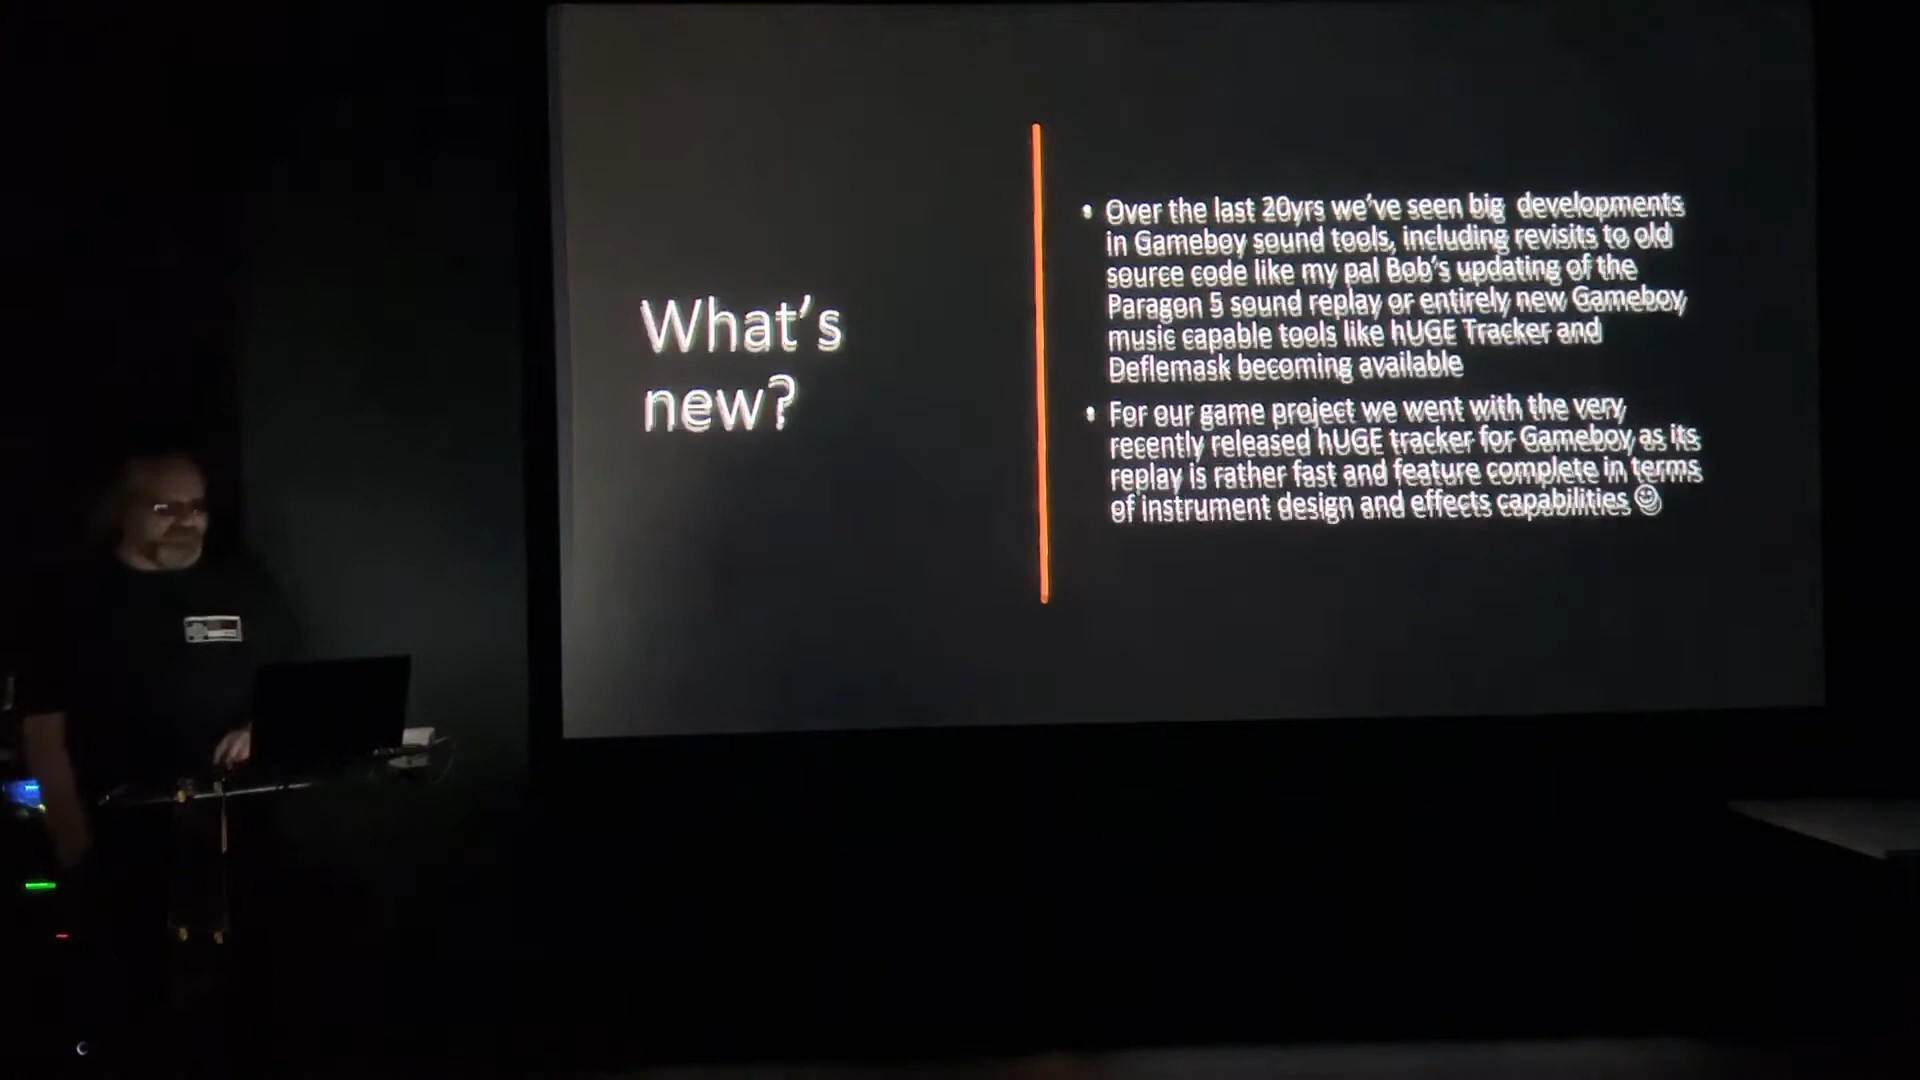 What's
new?
• Over the last 20yrs we've seen big developments
in Gameboy sound tools, including revisits to old
source code like my pal Bob's updating of the
Paragon 5 sound replay or entirely new Gameboy
music capable tools like hUGE Tracker and
Deflemask becoming available
• For our game project we went with the very
recently released hUGE tracker for Gameboy as its
replay is rather fast and feature complete in terms
of instrument design and effects capabilities ☺